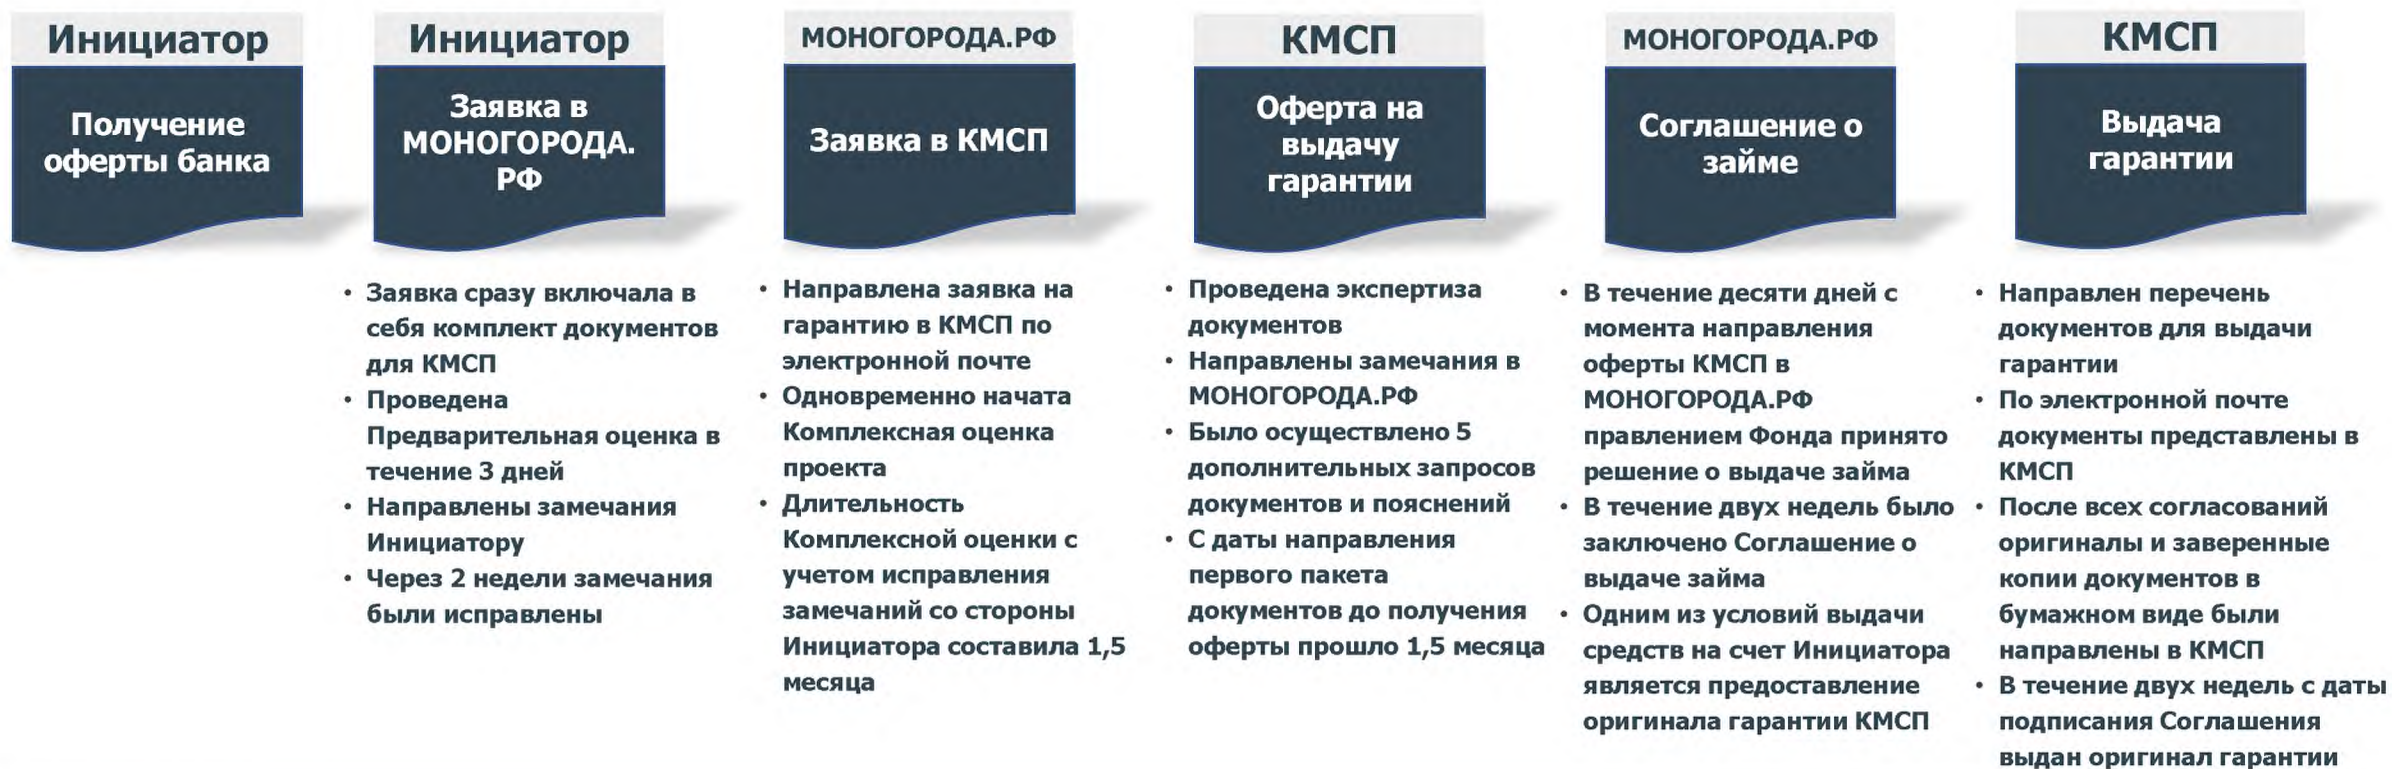 Инициатор
Получение
оферты банка
Инициатор
Заявка в
МОНОГОРОДА.
РФ
• Заявка сразу включала в
себя комплект документов
для КМСП
• Проведена
Предварительная оценка в
течение 3 дней
• Направлены замечания
Инициатору
• Через 2 недели замечания
были исправлены
МОНОГОРОДА.РФ
Заявка в КМСП
• Направлена заявка на
гарантию в КМСП по
электронной почте
• Одновременно начата
Комплексная оценка
проекта
• Длительность
Комплексной оценки с
учетом исправления
замечаний со стороны
Инициатора составила 1,5
месяца
КМСП
Оферта на
выдачу
гарантии
• Проведена экспертиза
документов
• Направлены замечания в
МОНОГОРОДА.РФ
• Было осуществлено 5
дополнительных запросов
документов и пояснений
• С даты направления
первого пакета
документов до получения
оферты прошло 1,5 месяца
МОНОГОРОДА.РФ
Соглашение о
займе
• В течение десяти дней с
момента направления
оферты КМСП в
МОНОГОРОДА.РФ
правлением Фонда принято
решение о выдаче займа
• В течение двух недель было
заключено Соглашение о
выдаче займа
• Одним из условий выдачи
средств на счет Инициатора
является предоставление
оригинала гарантии КМСП
КМСП
Выдача
гарантии
• Направлен перечень
документов для выдачи
гарантии
• По электронной почте
документы представлены в
КМСП
• После всех согласований
оригиналы и заверенные
копии документов в
бумажном виде были
направлены в КМСП
• В течение двух недель с даты
подписания Соглашения
выдан оригинал гарантии